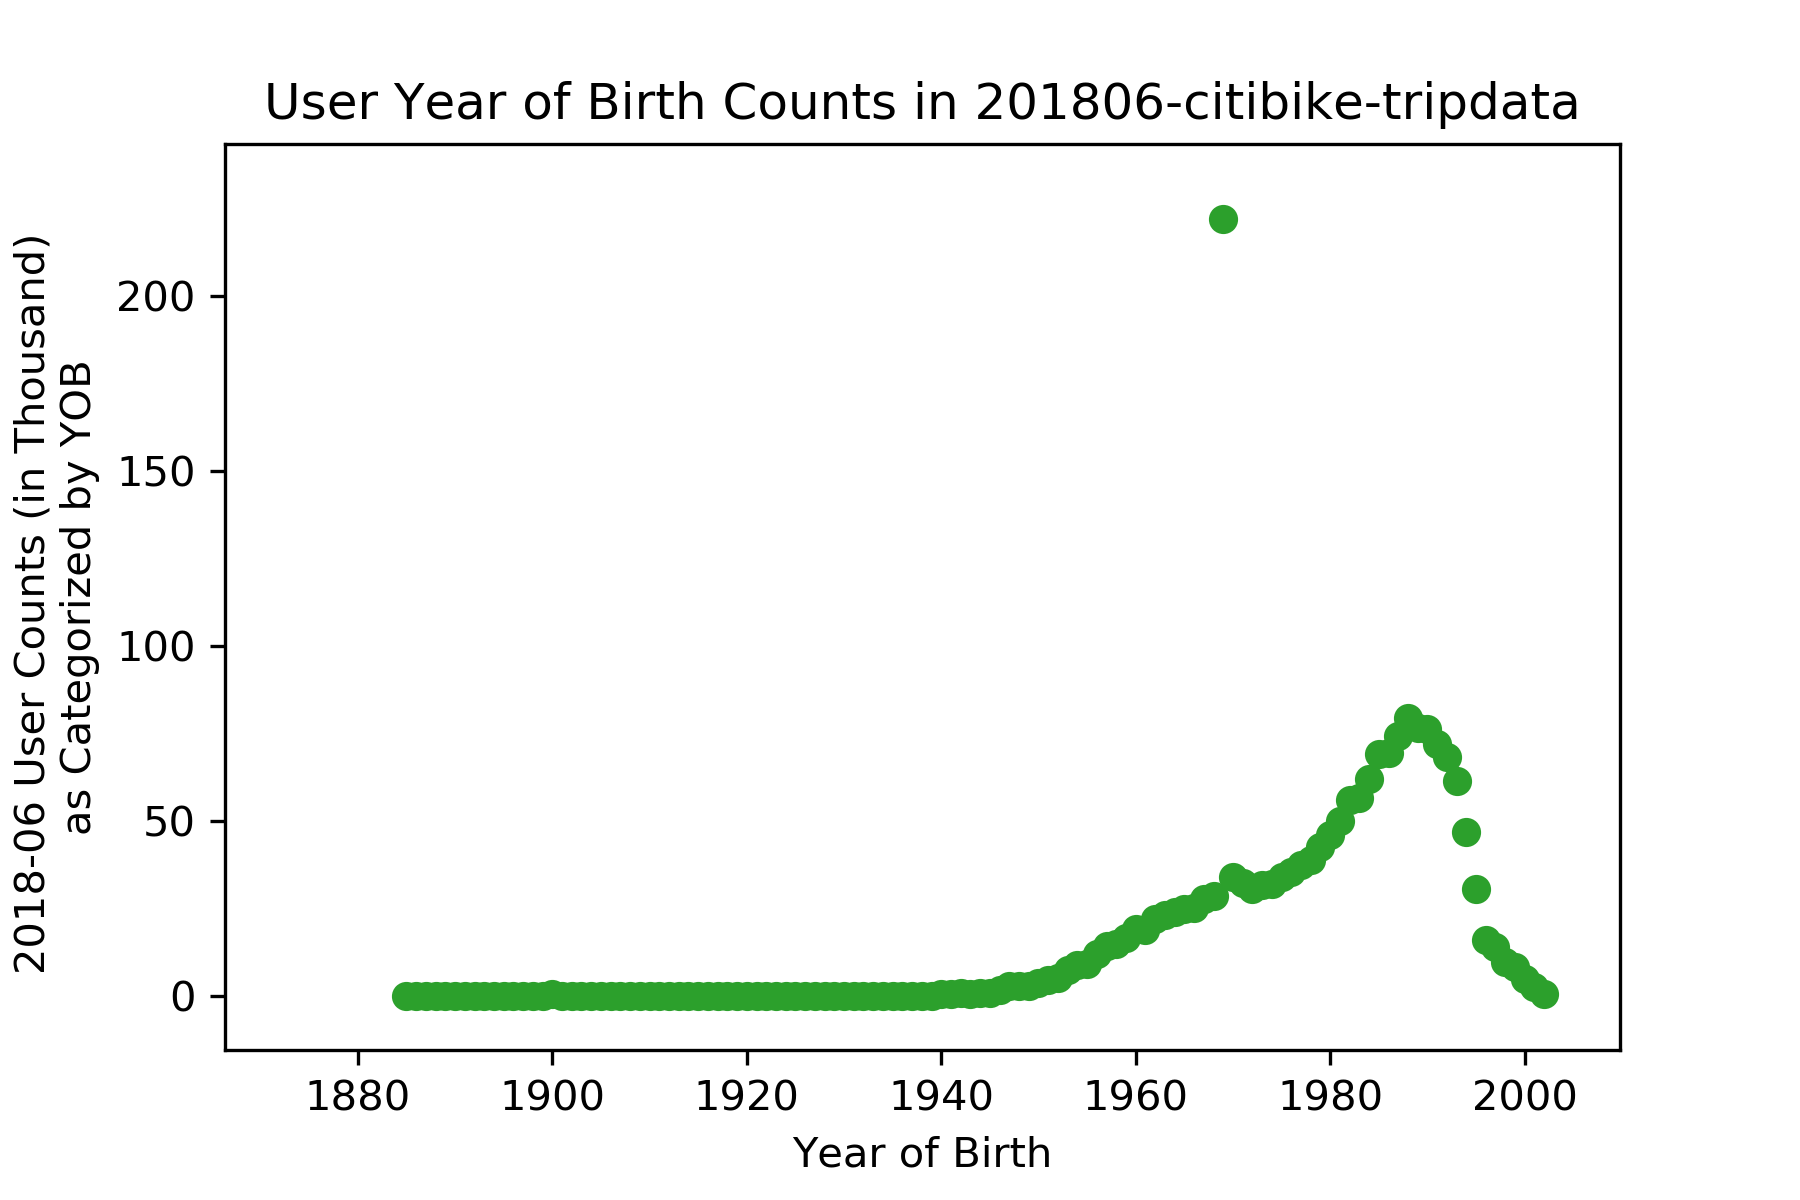 User Year of Birth Counts in 201806-citibike-tripdata
2018-06 User Counts (in Thousand)
as Categorized by YOB
200
150
100
50
0
1880 1900 1920 1940 1960 1980 2000
Year of Birth